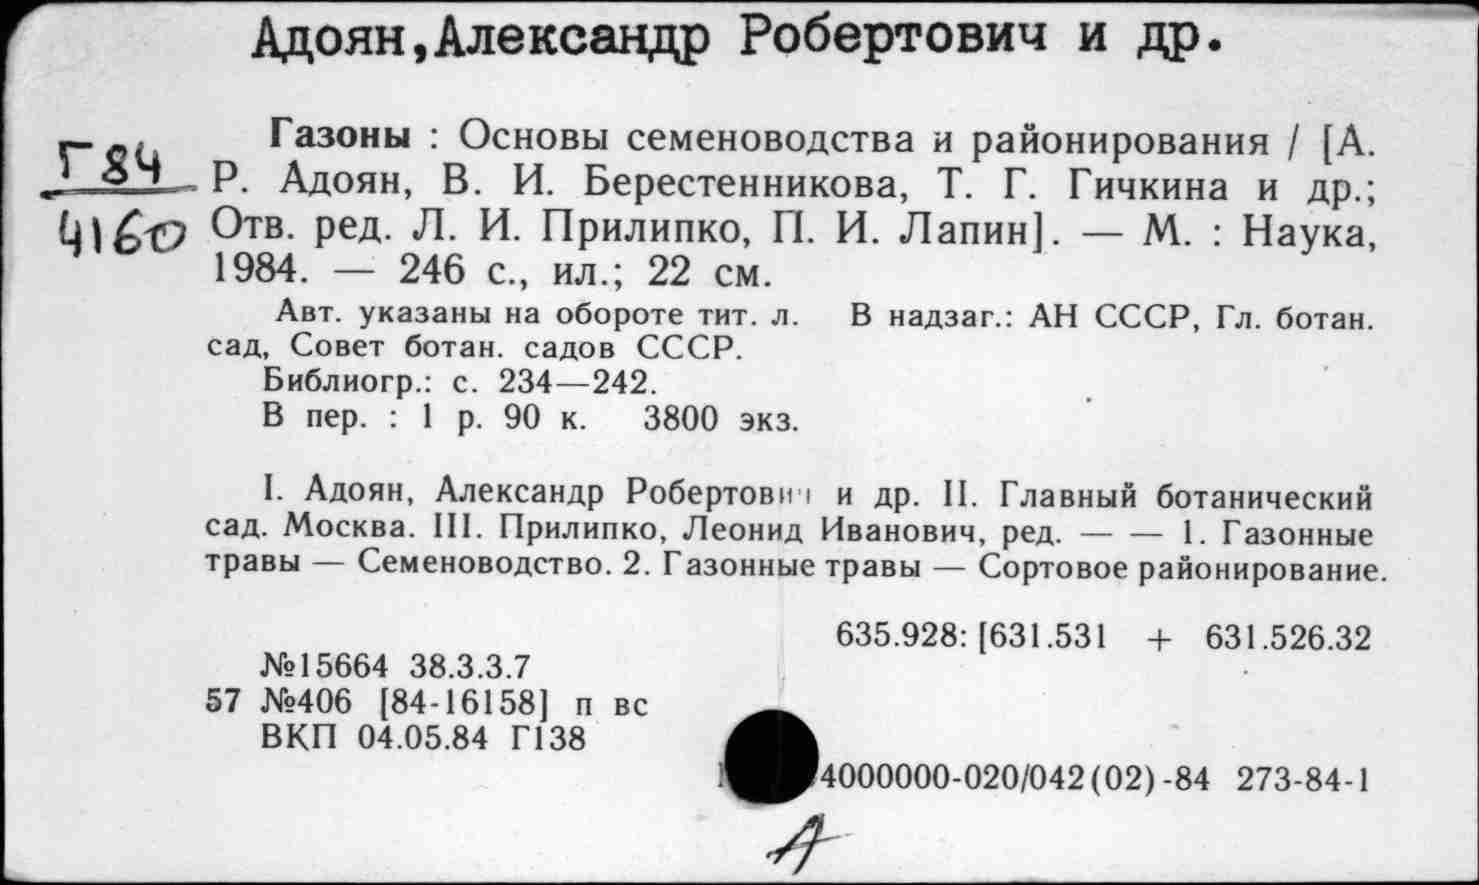 Адоян,Александр Робертович и др.
Г84
4160
Газоны : Основы семеноводства и районирования / [А.
Р. Адоян, В. И. Берестенникова, Т. Г. Гичкина и др.;
Отв. ред. Л. И. Прилипко, П. И. Лапин]. — М. : Наука,
1984. — 246 с., ил.; 22 см.
Авт. указаны на обороте тит. л. В надзаг.: АН СССР, Гл. ботан.
сад, Совет ботан. садов СССР.
Библиогр.: с. 234—242.
В пер. : 1 р. 90 к. 3800 экз.
I. Адоян, Александр Робертович и др. II. Главный ботанический
сад. Москва. III. Прилипко, Леонид Иванович, ред. — — 1. Газонные
травы — Семеноводство. 2. Газонные травы — Сортовое районирование.
635.928: [631.531 + 631.526.32
№15664 38.3.3.7
57 №406 [84-16158] п вс
ВКП 04.05.84 Г138
4000000-020/042(02)-84 273-84-1
А